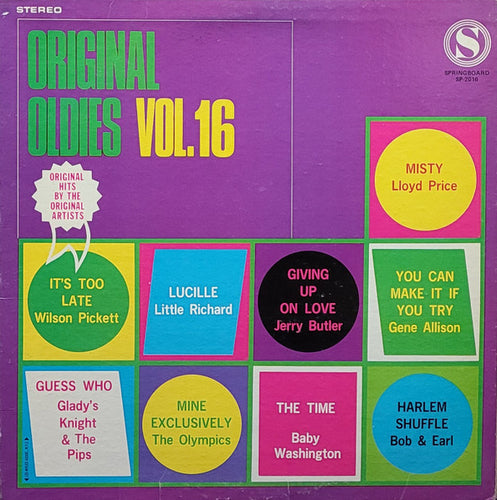 STEREO
ORIGINAL
OLDIES VOL.16
S
SPRINGBOARD
SP-2016
ORIGINAL
HITS
BY THE
ORIGINAL
ARTISTS
MISTY
Lloyd Price
IT'S TOO
LATE
Wilson Pickett
LUCILLE
Little Richard
GIVING
UP
ON LOVE
Jerry Butler
YOU CAN
MAKE IT IF
YOU TRY
Gene Allison
GUESS WHO
Glady's
Knight
& The
Pips
MINE
EXCLUSIVELY
The Olympics
THE TIME
Baby
Washington
HARLEM
SHUFFLE
Bob & Earl